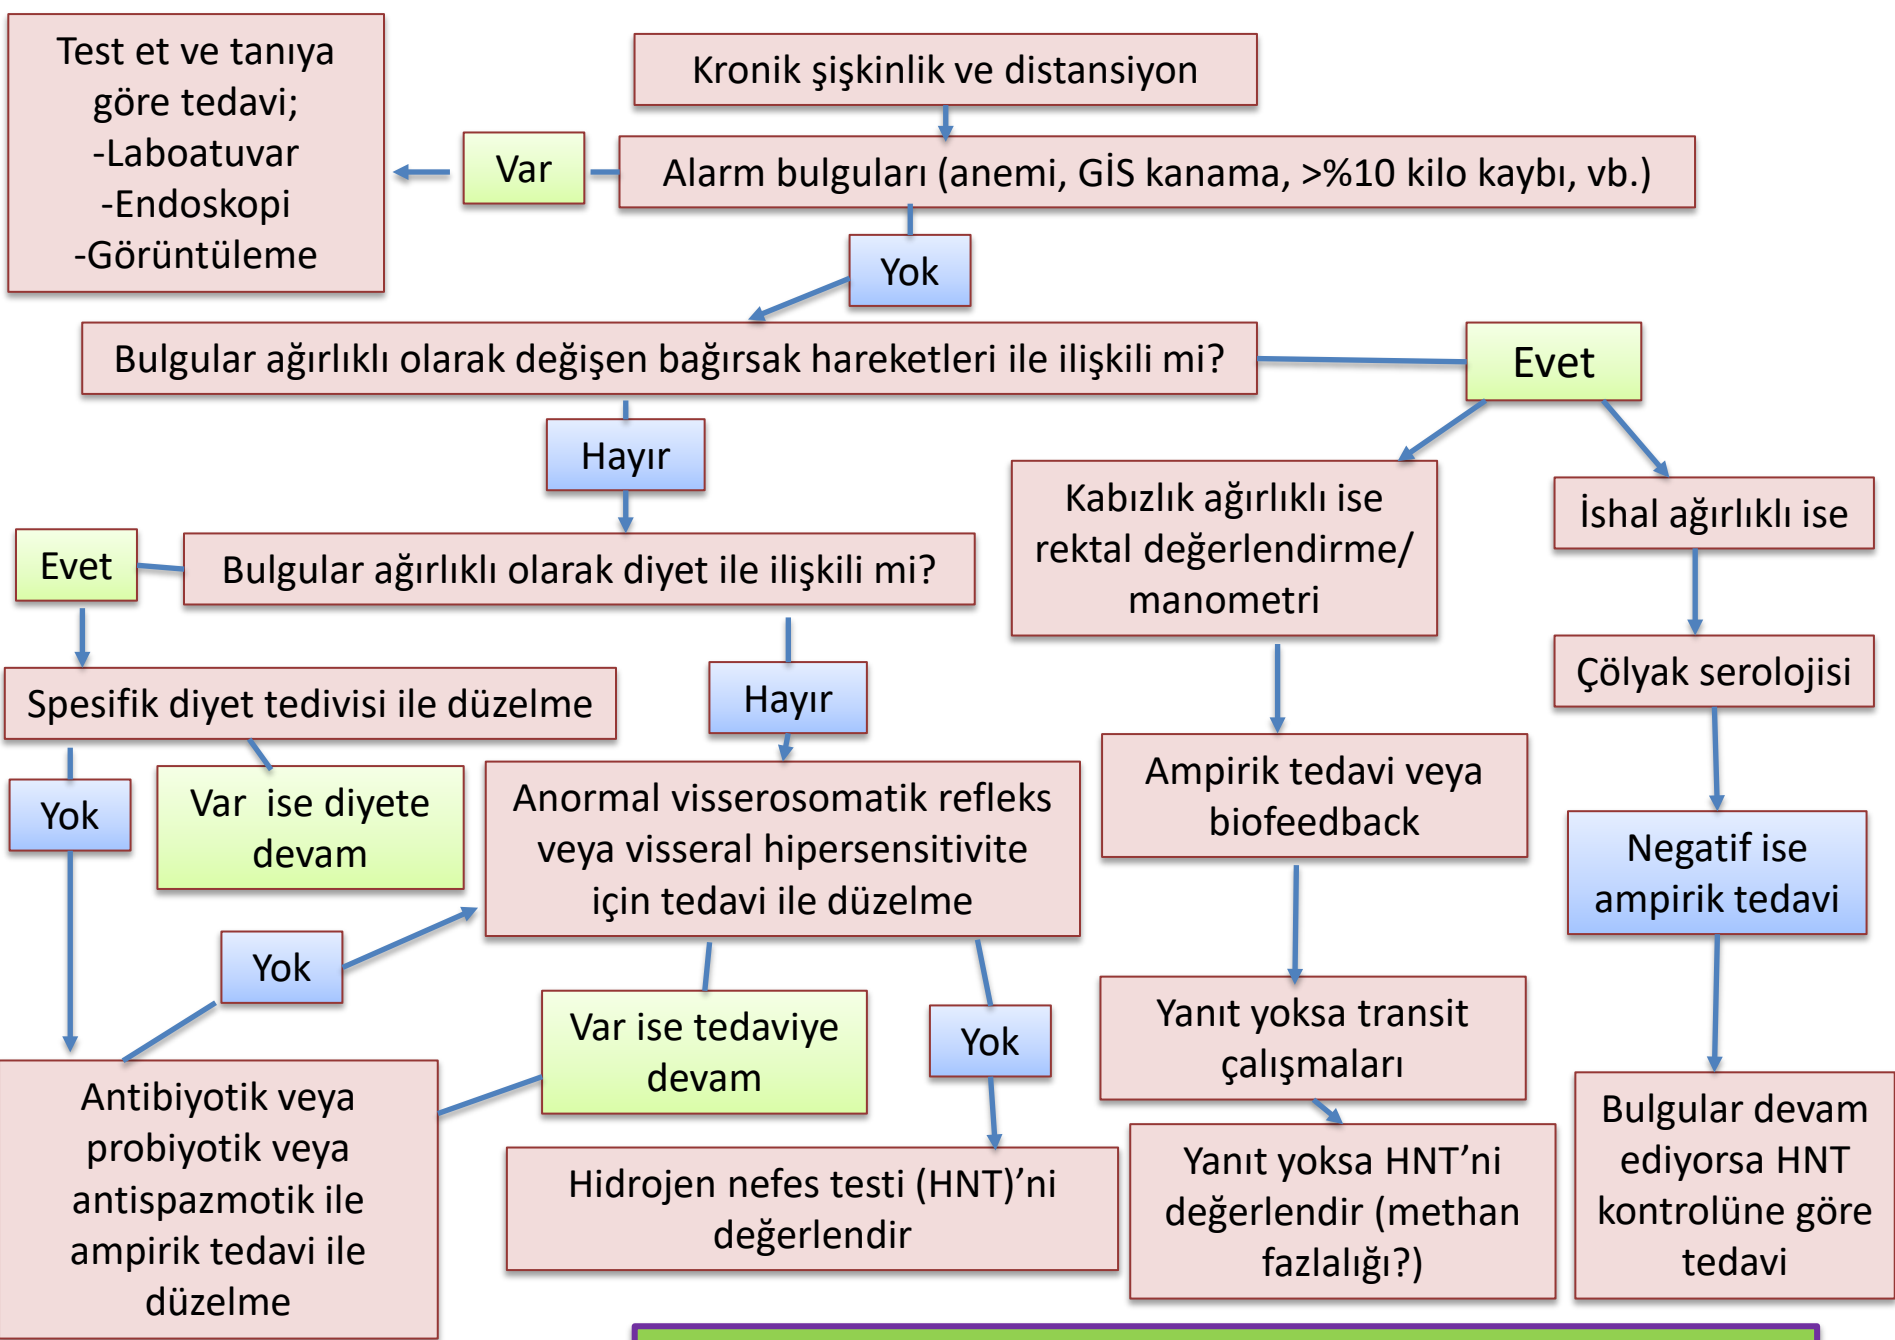 Test et ve tanıya
göre tedavi;
-Laboatuvar
-Endoskopi
-Görüntüleme
Kronik şişkinlik ve distansiyon
Var
Alarm bulguları (anemi, GİS kanama, >%10 kilo kaybı, vb.)
Yok
Bulgular ağırlıklı olarak değişen bağırsak hareketleri ile ilişkili mi?
Evet
Hayır
Kabızlık ağırlıklı ise
rektal değerlendirme/
manometri
İshal ağırlıklı ise
Evet
Bulgular ağırlıklı olarak diyet ile ilişkili mi?
Çölyak serolojisi
Spesifik diyet tedivisi ile düzelme
Hayır
Yok
Var ise diyete
devam
Anormal visserosomatik refleks
veya visseral hipersensitivite
için tedavi ile düzelme
Ampirik tedavi veya
biofeedback
Negatif ise
ampirik tedavi
Yok
Var ise tedaviye
devam
Yok
Yanıt yoksa transit
çalışmaları
Antibiyotik veya
probiyotik veya
antispazmotik ile
ampirik tedavi ile
düzelme
Hidrojen nefes testi (HNT)’ni
değerlendir
Yanıt yoksa HNT’ni
değerlendir (methan
fazlalığı?)
Bulgular devam
ediyorsa HNT
kontrolüne göre
tedavi